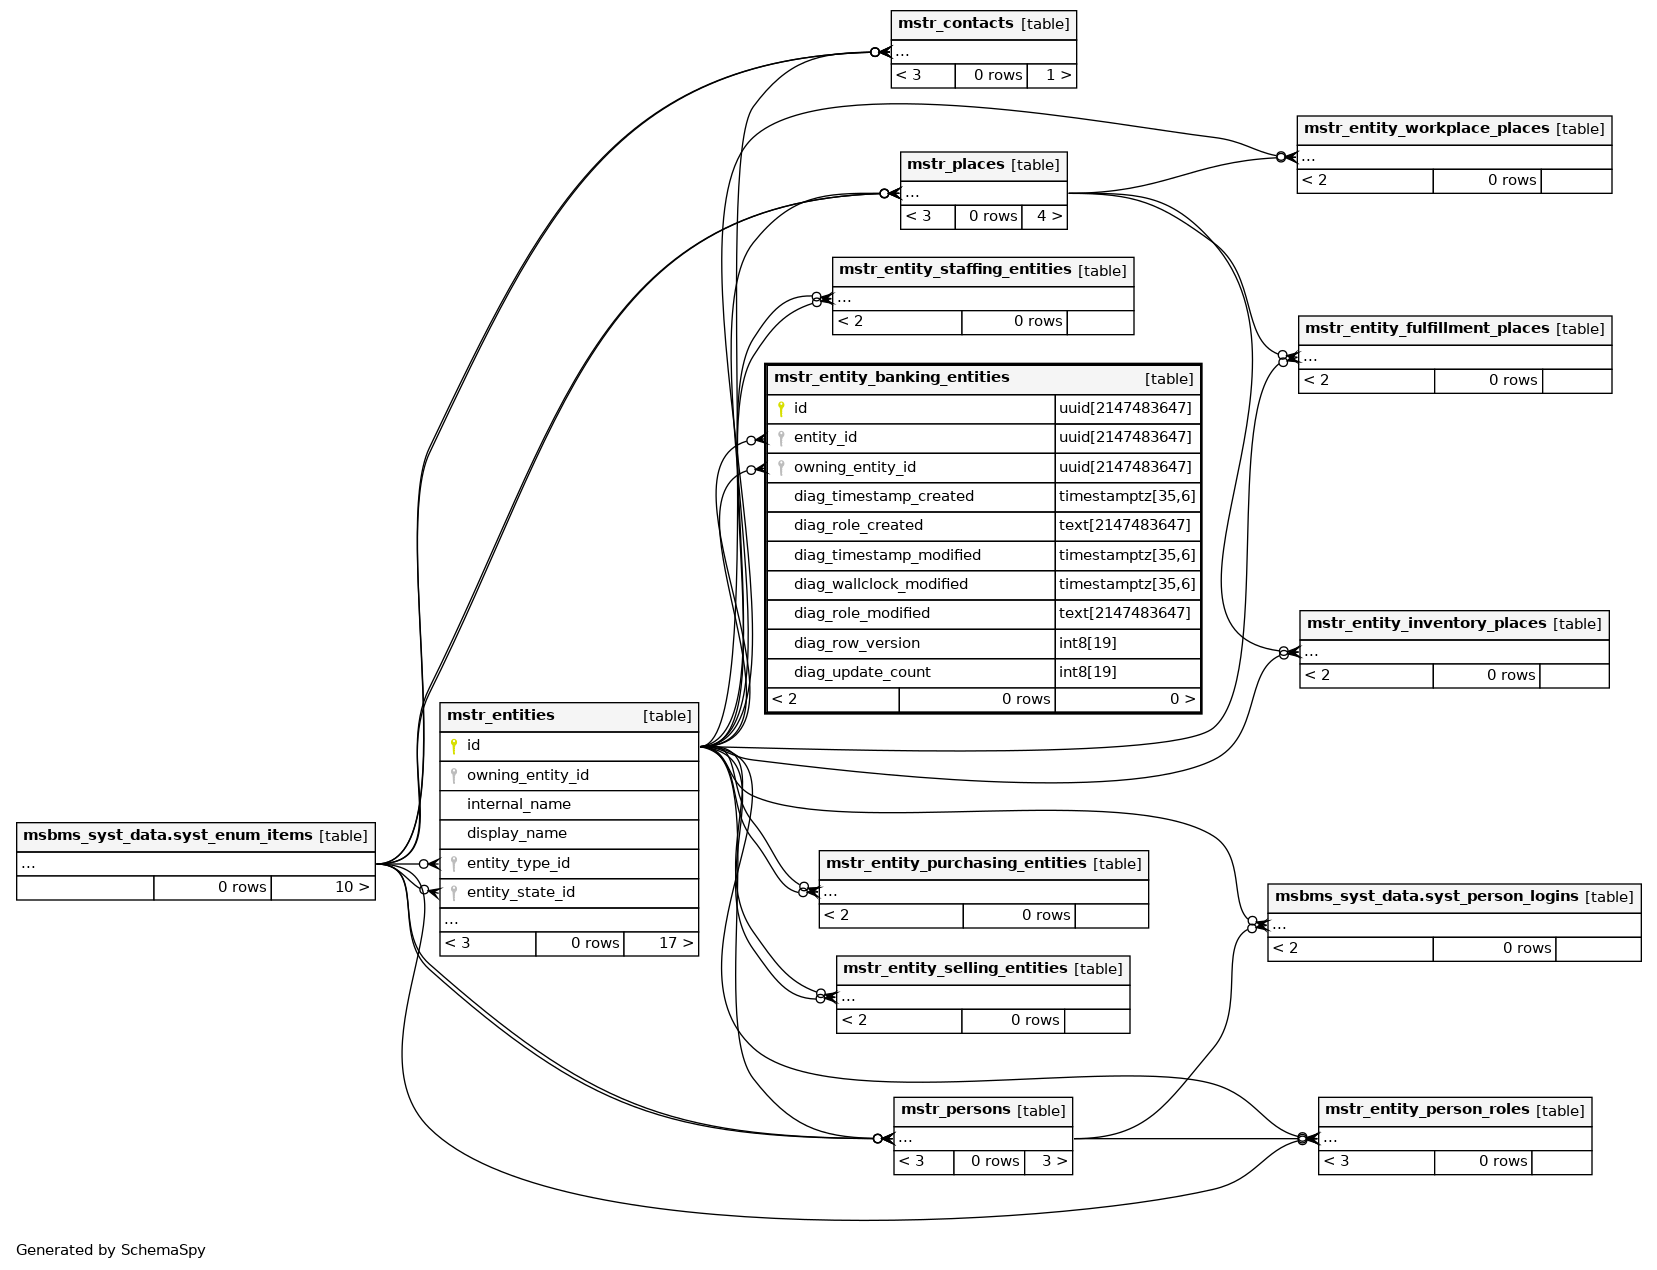 mstr_contacts [table]
...
< 3 0 rows 1 >
mstr_entity_workplace_places [table]
...
< 2 0 rows
mstr_places [table]
...
< 3 0 rows 4 >
mstr_entity_staffing_entities [table]
...
< 2 0 rows
mstr_entity_fulfillment_places [table]
...
< 2 0 rows
mstr_entity_banking_entities [table]
id uuid[2147483647]
entity_id uuid[2147483647]
owning_entity_id uuid[2147483647]
diag_timestamp_created timestamptz[35,6]
diag_role_created text[2147483647]
diag_timestamp_modified timestamptz[35,6]
diag_wallclock_modified timestamptz[35,6]
diag_role_modified text[2147483647]
diag_row_version int8[19]
diag_update_count int8[19]
< 2 0 rows 0 >
mstr_entity_inventory_places [table]
...
< 2 0 rows
mstr_entities [table]
id
owning_entity_id
internal_name
display_name
entity_type_id
entity_state_id
...
< 3 0 rows 17 >
msbms_syst_data.syst_enum_items [table]
...
0 rows 10 >
mstr_entity_purchasing_entities [table]
...
< 2 0 rows
msbms_syst_data.syst_person_logins [table]
...
< 2 0 rows
mstr_entity_selling_entities [table]
...
< 2 0 rows
mstr_persons [table]
...
< 3 0 rows 3 >
mstr_entity_person_roles [table]
...
< 3 0 rows
Generated by SchemaSpy